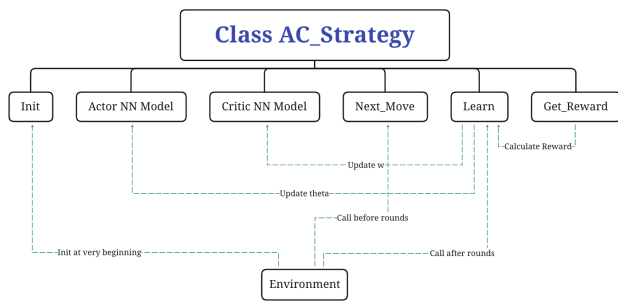 Class AC_Strategy
Init
Actor NN Model
Critic NN Model
Next_Move
Learn
Get_Reward
Calculate Reward
Update w
Update theta
Call before rounds
Init at very beginning
Call after rounds
Environment